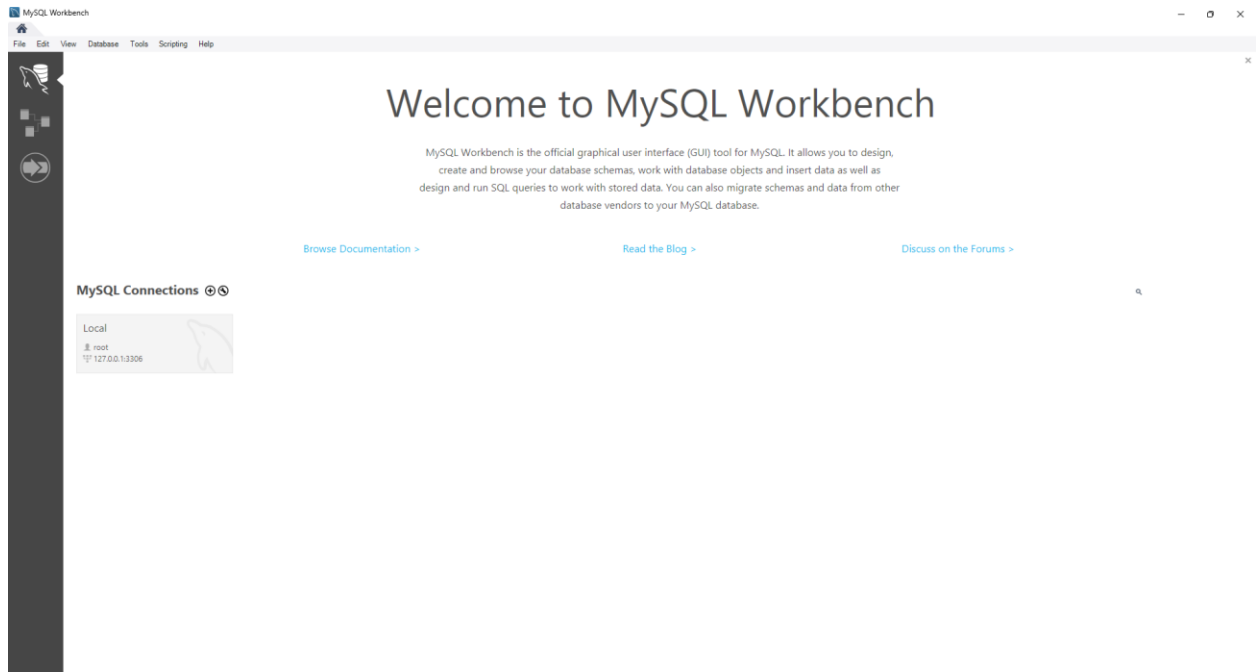 MySQL Workbench
File Edit View Database Tools Scripting Help
Welcome to MySQL Workbench
MySQL Workbench is the official graphical user interface (GUI) tool for MySQL. It allows you to design,
create and browse your database schemas, work with database objects and insert data as well as
design and run SQL queries to work with stored data. You can also migrate schemas and data from other
database vendors to your MySQL database.
Browse Documentation > Read the Blog > Discuss on the Forums >
MySQL Connections
Local
root
127.0.0.1:3306